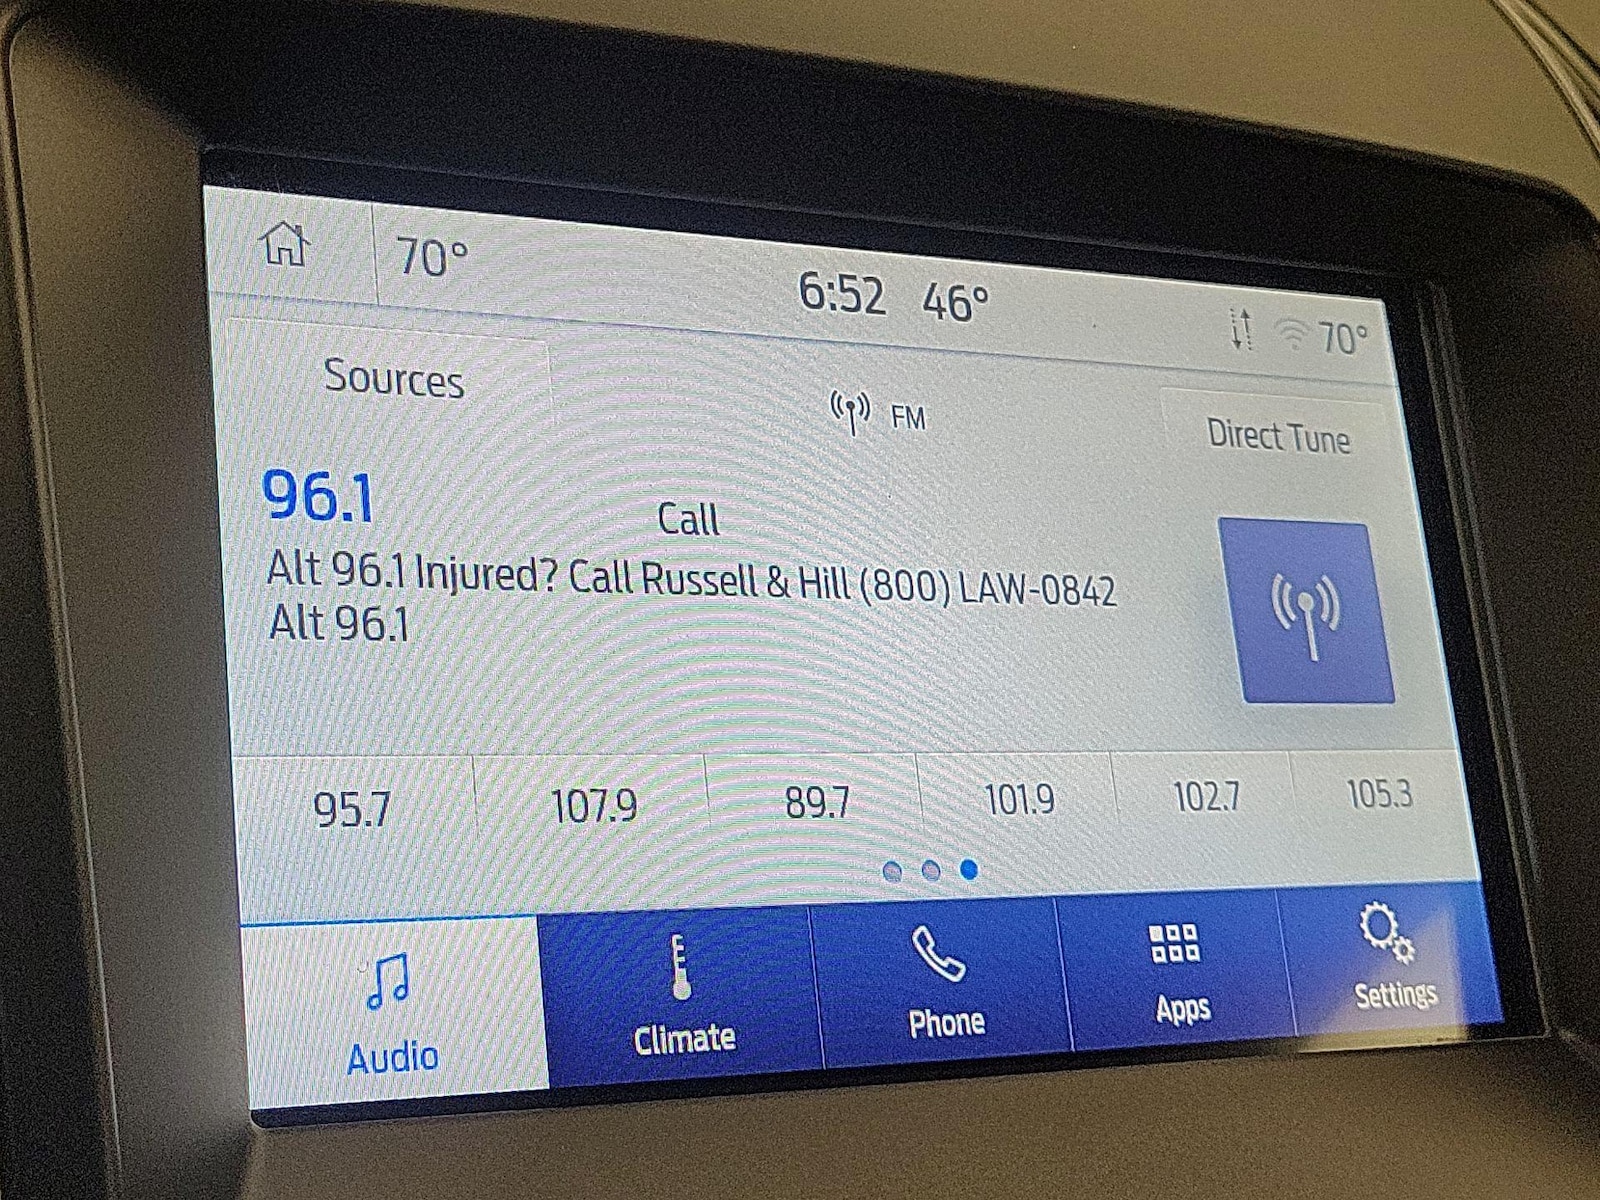 70° 6:52 46° 70°
Sources FM Direct Tune
96.1 Call
Alt 96.1 Injured? Call Russell & Hill (800) LAW-0842
Alt 96.1
95.7 107.9 89.7 101.9 102.7 105.3
Audio Climate Phone Apps Settings